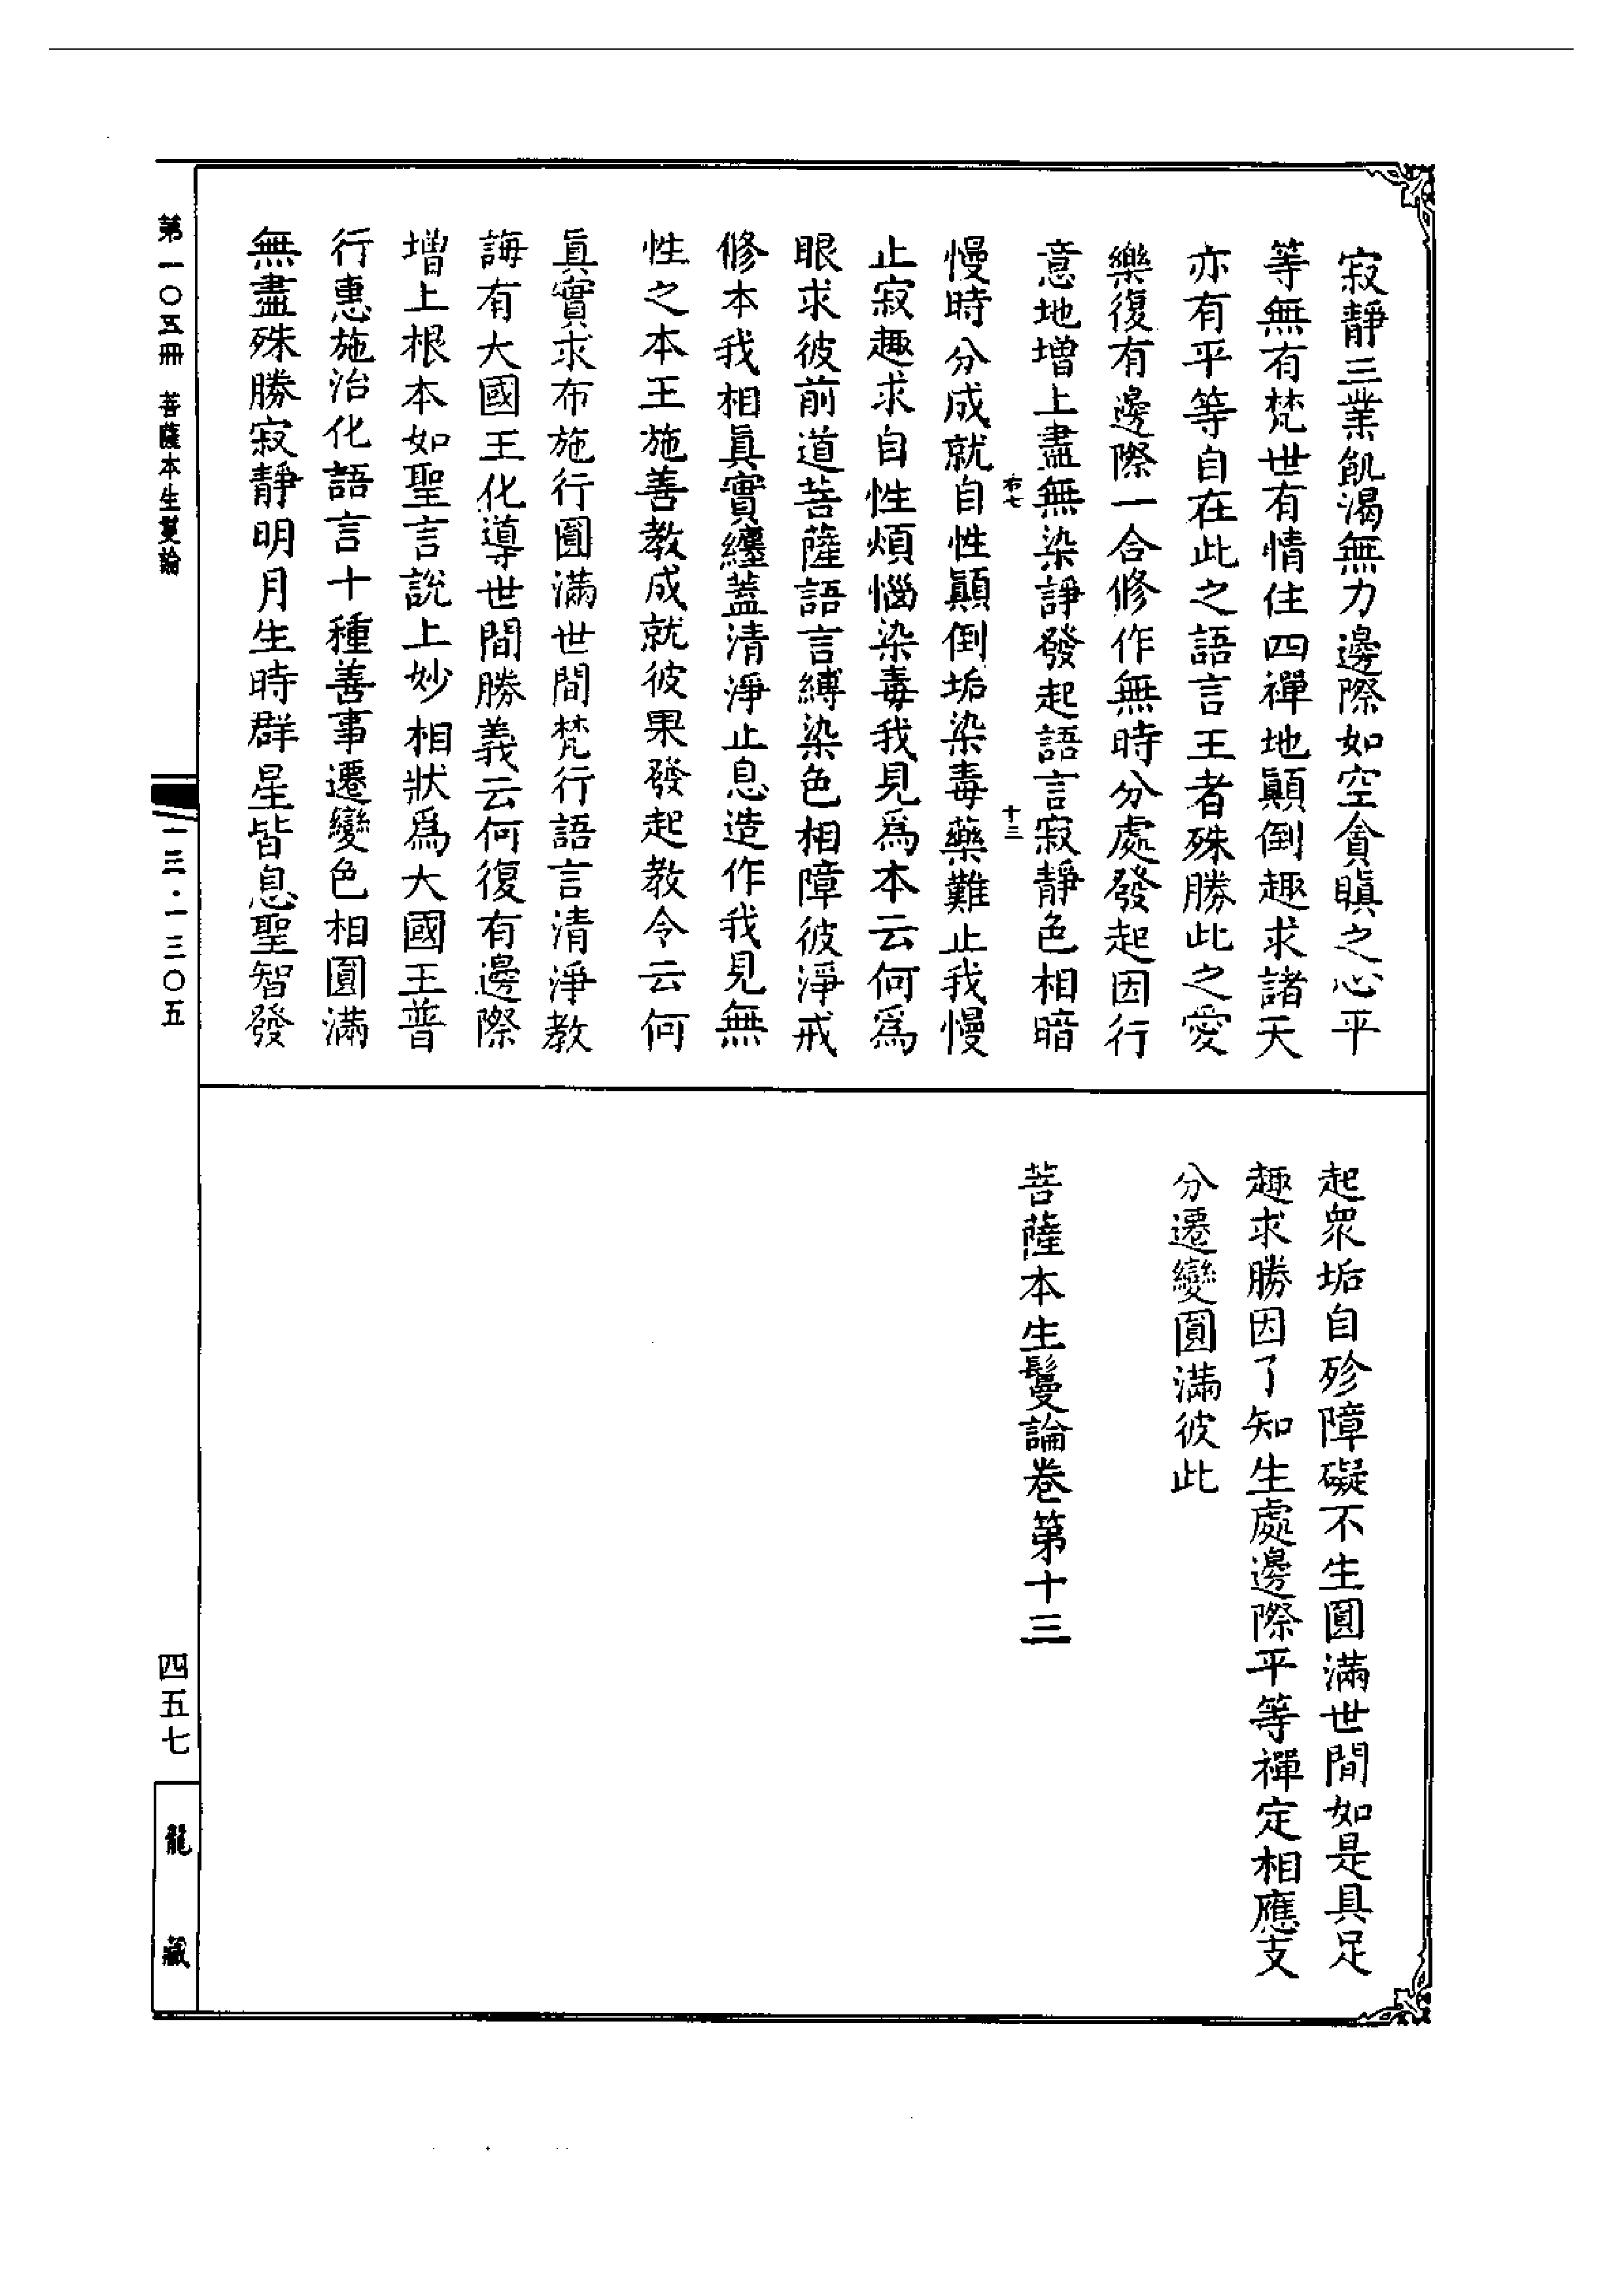 寂靜三業飢渴無力邊際如空貪瞋之心平
等無有梵世有情住四禪地顚倒趣求諸天
亦有平等自在此之語言王者殊勝此之愛
樂復有邊際一合修作無時分處發起因行
意地增上盡無染諍發起語言寂靜色相暗
右七
十三
慢時分成就自性顚倒垢染毒藥難止我慢
止寂趣求自性煩惱染毒我見爲本云何爲
眼求彼前道菩薩語言縛染色相障彼淨戒
修本我相眞實纏蓋清淨止息造作我見無
性之本王施善教成就彼果發起教令云何
眞實求布施行圓滿世間梵行語言清淨教
誨有大國王化導世間勝義云何復有邊際
增上根本如聖言說上妙相狀爲大國王普
行惠施治化語言十種善事遷變色相圓滿
無盡殊勝寂靜明月生時群星皆息聖智發
起衆垢自殄障礙不生圓滿世間如是具足
趣求勝因了知生處邊際平等禪定相應支
分遷變圓滿彼此
菩薩本生鬘論卷第十三
第一〇五冊 菩薩本生鬘論
一三・一三〇五
四五七
龍藏